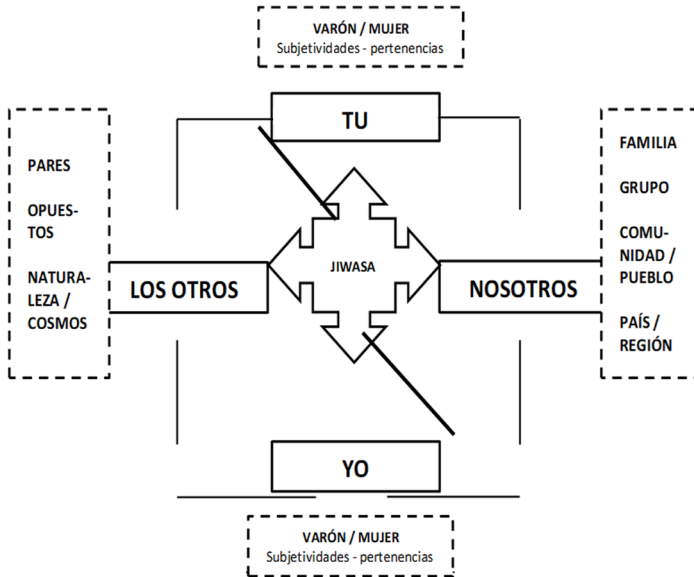 VARÓN / MUJER
Subjetividades - pertenencias
TU
PARES
OPUES-
TOS
NATURA-
LEZA /
COSMOS
LOS OTROS
JIWASA
NOSOTROS
FAMILIA
GRUPO
COMU-
NIDAD /
PUEBLO
PAÍS /
REGIÓN
YO
VARÓN / MUJER
Subjetividades - pertenencias